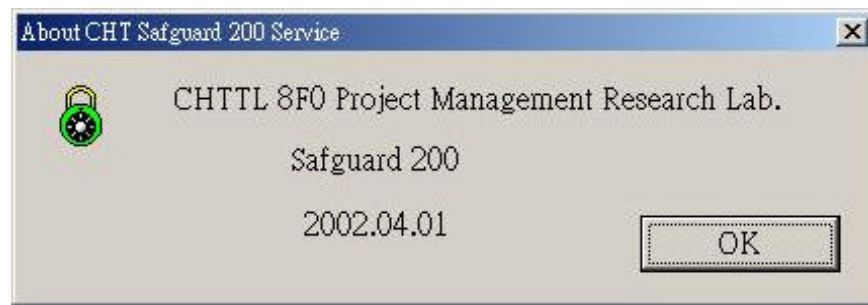 About CHT Safguard 200 Service
CHTTL 8F0 Project Management Research Lab.
Safguard 200
2002.04.01
OK